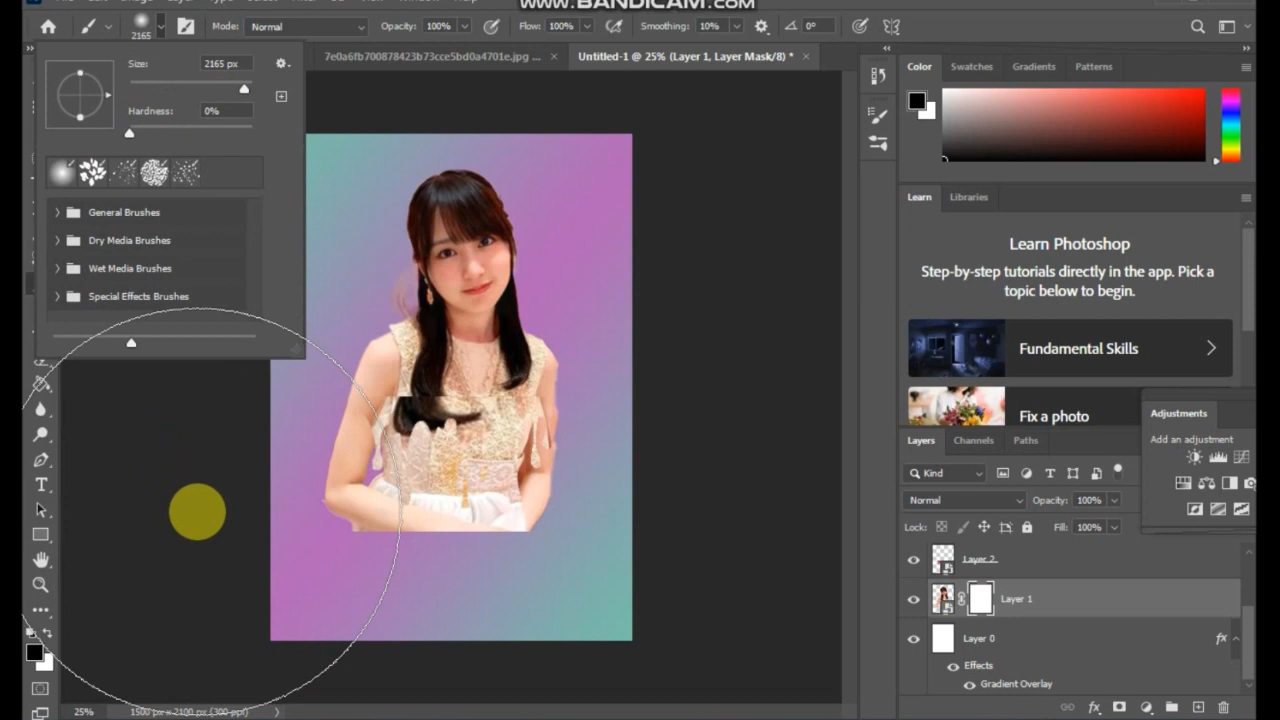 WWW.BANDICAM.COM
2165
Mode: Normal
Opacity: 100%
Flow: 100%
Smoothing: 10%
0°
7e0a6fb700878423b73cce5bd0a4701e.jpg ...
Untitled-1 @ 25% (Layer 1, Layer Mask/8) *
Size: 2165 px
Hardness: 0%
General Brushes
Dry Media Brushes
Wet Media Brushes
Special Effects Brushes
Color
Swatches
Gradients
Patterns
Learn
Libraries
Learn Photoshop
Step-by-step tutorials directly in the app. Pick a
topic below to begin.
Fundamental Skills
Fix a photo
Adjustments
Add an adjustment
Layers
Channels
Paths
Kind
Normal
Opacity: 100%
Lock:
Fill: 100%
Layer 2
Layer 1
Layer 0
fx
Effects
Gradient Overlay
25%
1500 px x 2100 px (300 ppi)